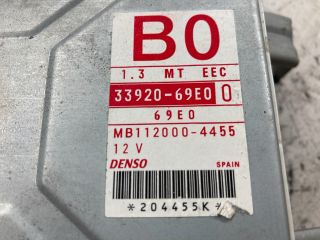 B0
1.3 MT EEC
33920-69E0 0
69E0
MB112000-4455
12V
DENSO SPAIN
*204455K*